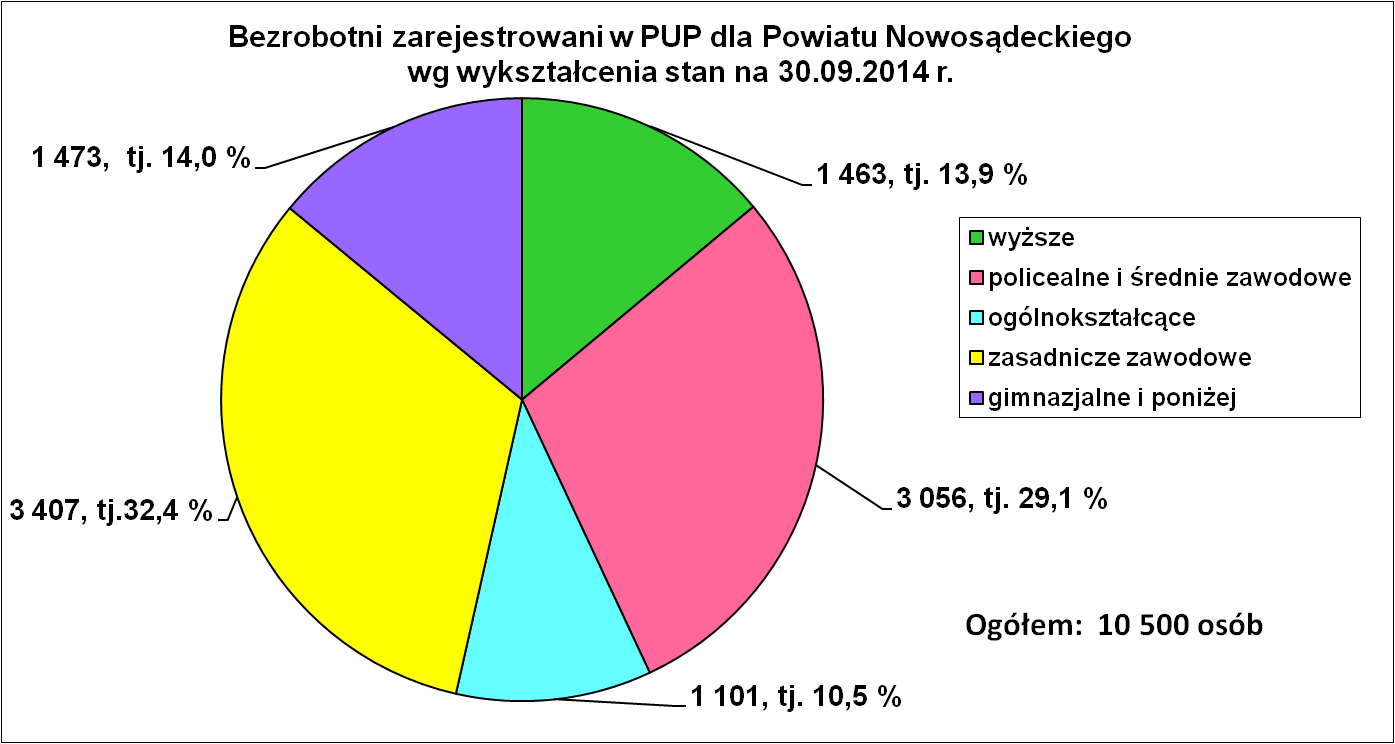 Bezrobotni zarejestrowani w PUP dla Powiatu Nowosądeckiego
wg wykształcenia stan na 30.09.2014 r.
1 473,  tj. 14,0 %
1 463, tj. 13,9 %
wyższe
policealne i średnie zawodowe
ogólnokształcące
zasadnicze zawodowe
gimnazjalne i poniżej
3 407, tj.32,4 %
3 056, tj. 29,1 %
Ogółem:  10 500 osób
1 101, tj. 10,5 %